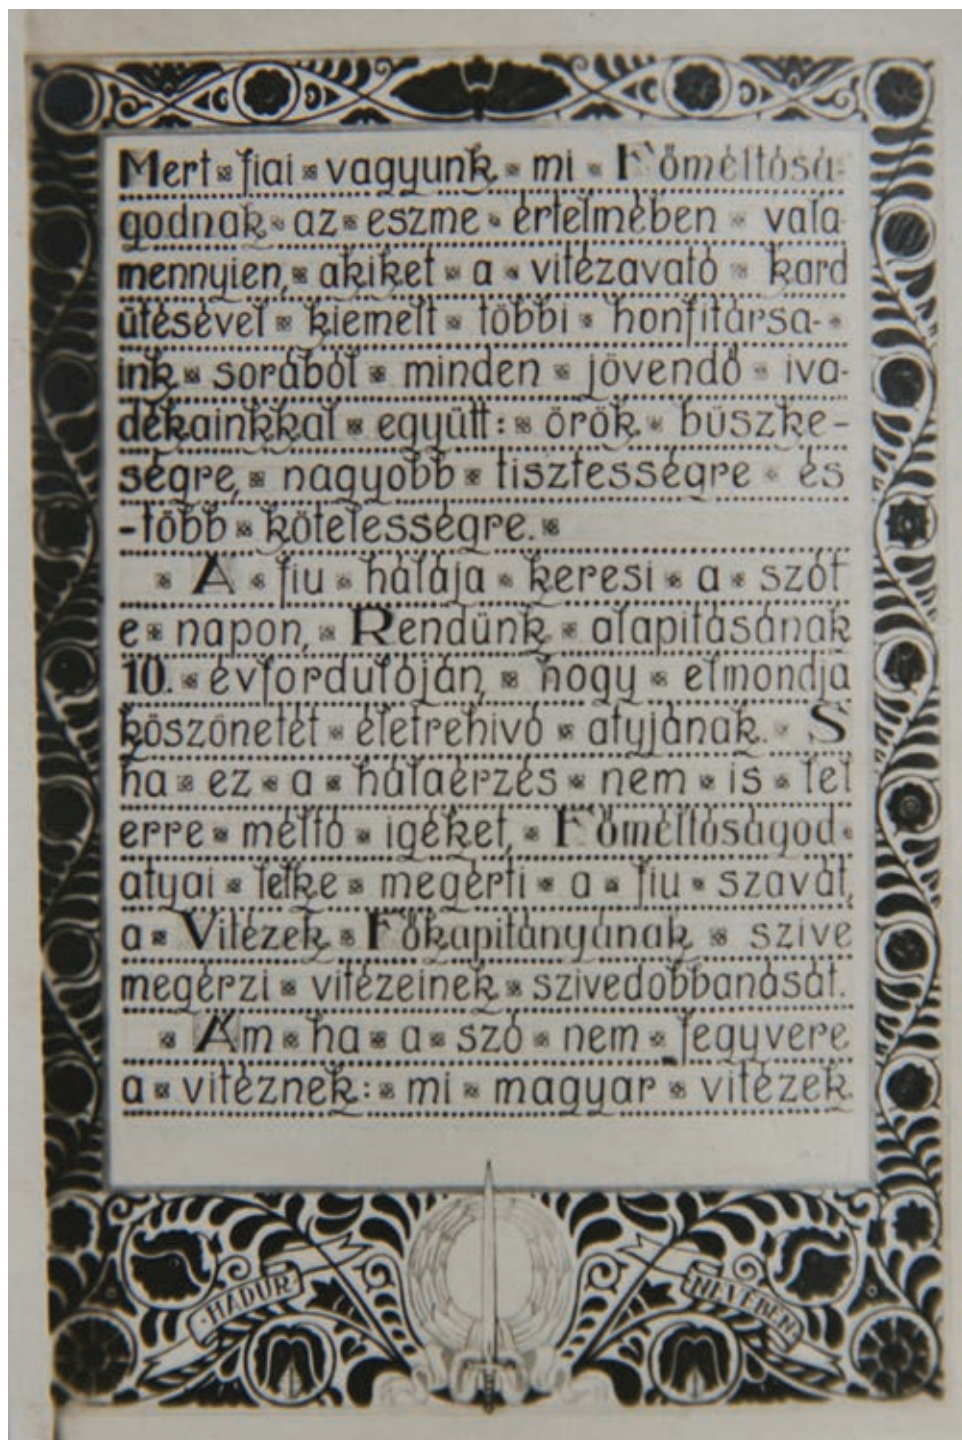 Mert fiai vagyunk mi Főméltósá-
godnak az eszme értelmében vala-
mennyien, akiket a vitézavató kard
ütésével kiemelt többi honfitársa-
ink sorából minden jövendő iva-
dékainkkal együtt: örök büszke-
ségre, nagyobb tisztességre és
-több kötelességre.
A fiu hálája keresi a szót
e napon, Rendünk alapitásának
10. évfordulóján, hogy elmondja
köszönetét életrehivó atyjának. S
ha ez a hálaérzés nem is lel
erre méltó igéket, Főméltóságod
atyai lelke megérti a fiu szavát,
a Vitézek Főkapitányának szive
megérzi vitézeinek szivedobbanását.
Ám ha a szó nem fegyvere
a vitéznek: mi magyar vitézek
HADUR NEVÉBEN